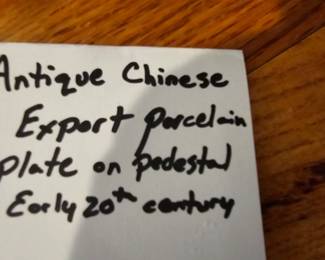 Antique Chinese
Export Porcelain
plate on pedestal
Early 20th century